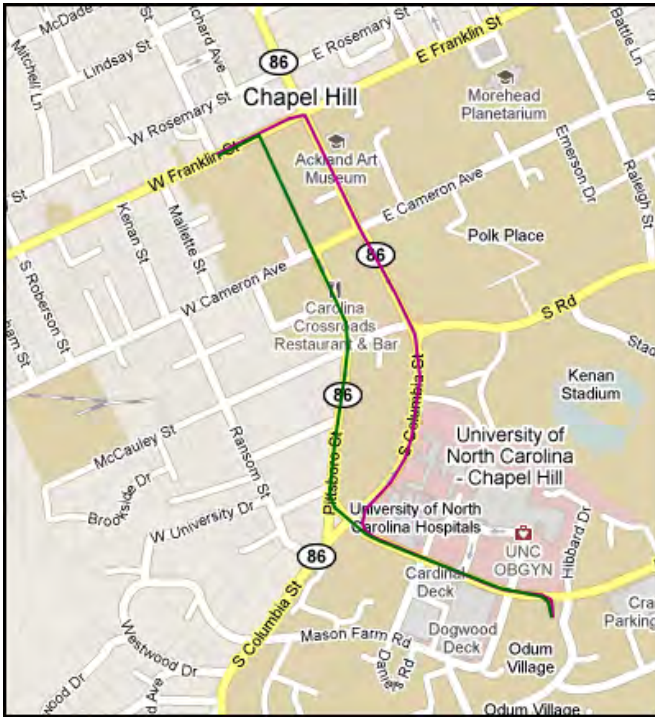 McDade St
Lindsay St
Mitchell Ln
E Rosemary St
E Franklin St
Battle Ln
86
Chapel Hill
Morehead
Planetarium
W Rosemary St
Ackland Art
Museum
W Franklin St
Emerson Dr
Raleigh St
St
Kenan St
Mallette St
E Cameron Ave
Polk Place
86
S Roberson St
W Cameron Ave
Carolina
Crossroads
Restaurant & Bar
S Rd
Kenan
Stadium
86
S Columbia St
University of
North Carolina
- Chapel Hill
McCauley St
Ransom St
Pittsboro St
Brookside Dr
W University Dr
University of North
Carolina Hospitals
UNC
OBGYN
Hibbard Dr
86
Cardinal
Deck
S Columbia St
Mason Farm Rd
Dogwood
Deck
Odum
Village
Westwood Dr
Parking
Odum Village